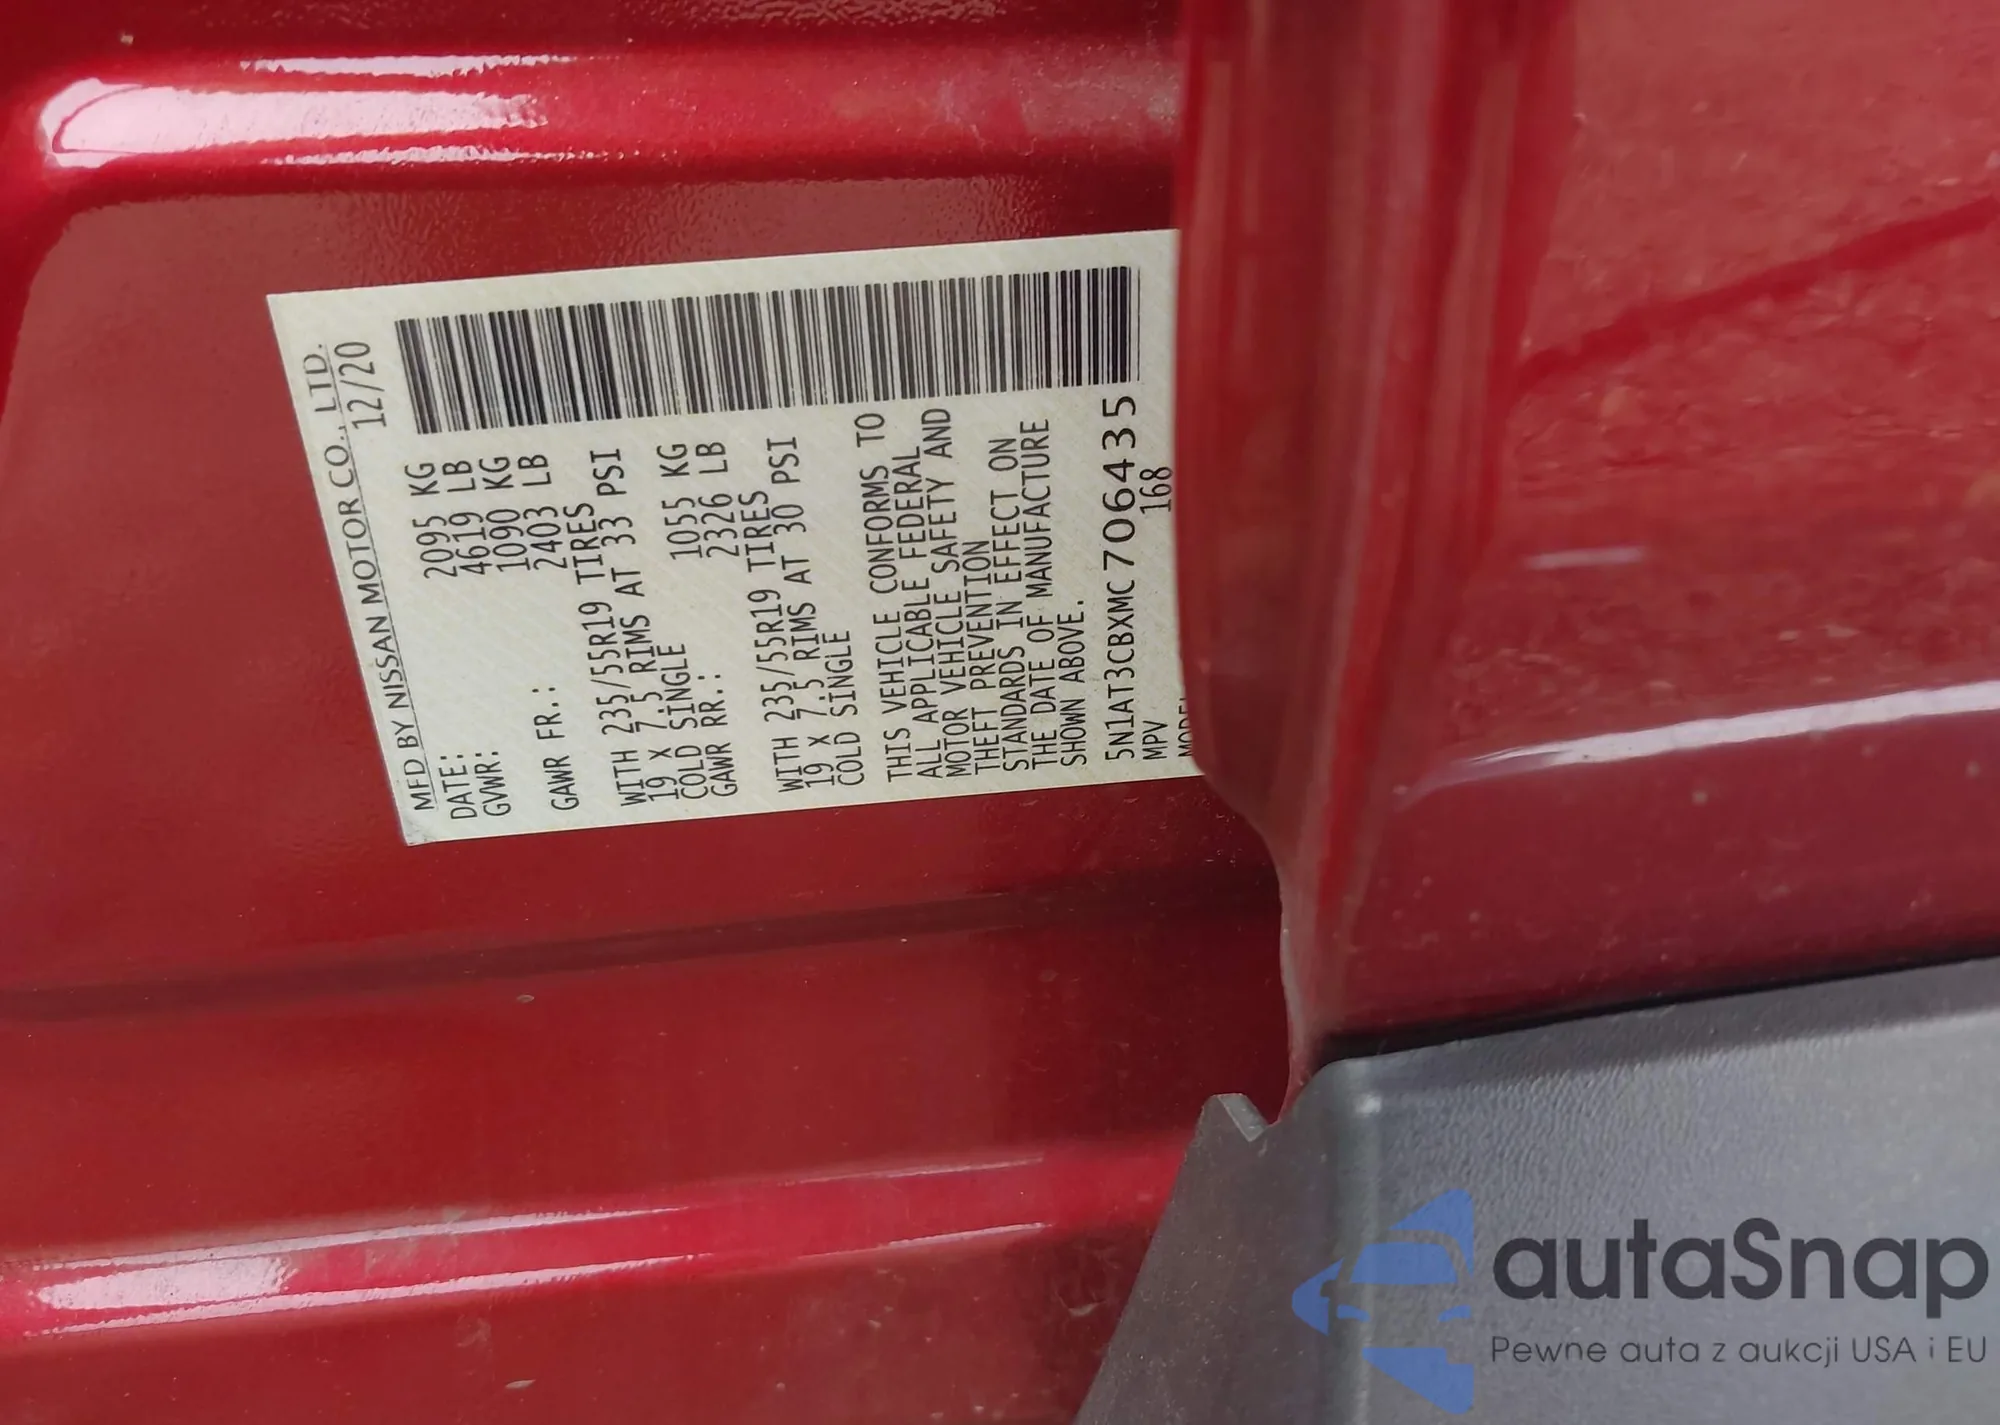 MFD BY NISSAN MOTOR CO., LTD.
DATE: 12/20
GVWR: 2095 KG
4619 LB
GAWR FR.: 1090 KG
2403 LB
WITH 235/55R19 TIRES
19 X 7.5 RIMS AT 33 PSI
COLD SINGLE
GAWR RR.: 1055 KG
2326 LB
WITH 235/55R19 TIRES
19 X 7.5 RIMS AT 30 PSI
COLD SINGLE
THIS VEHICLE CONFORMS TO
ALL APPLICABLE FEDERAL
MOTOR VEHICLE SAFETY AND
THEFT PREVENTION
STANDARDS IN EFFECT ON
THE DATE OF MANUFACTURE
SHOWN ABOVE.
5N1AT3CBXMC706435
MPV 168
autaSnap
Pewne auta z aukcji USA i EU